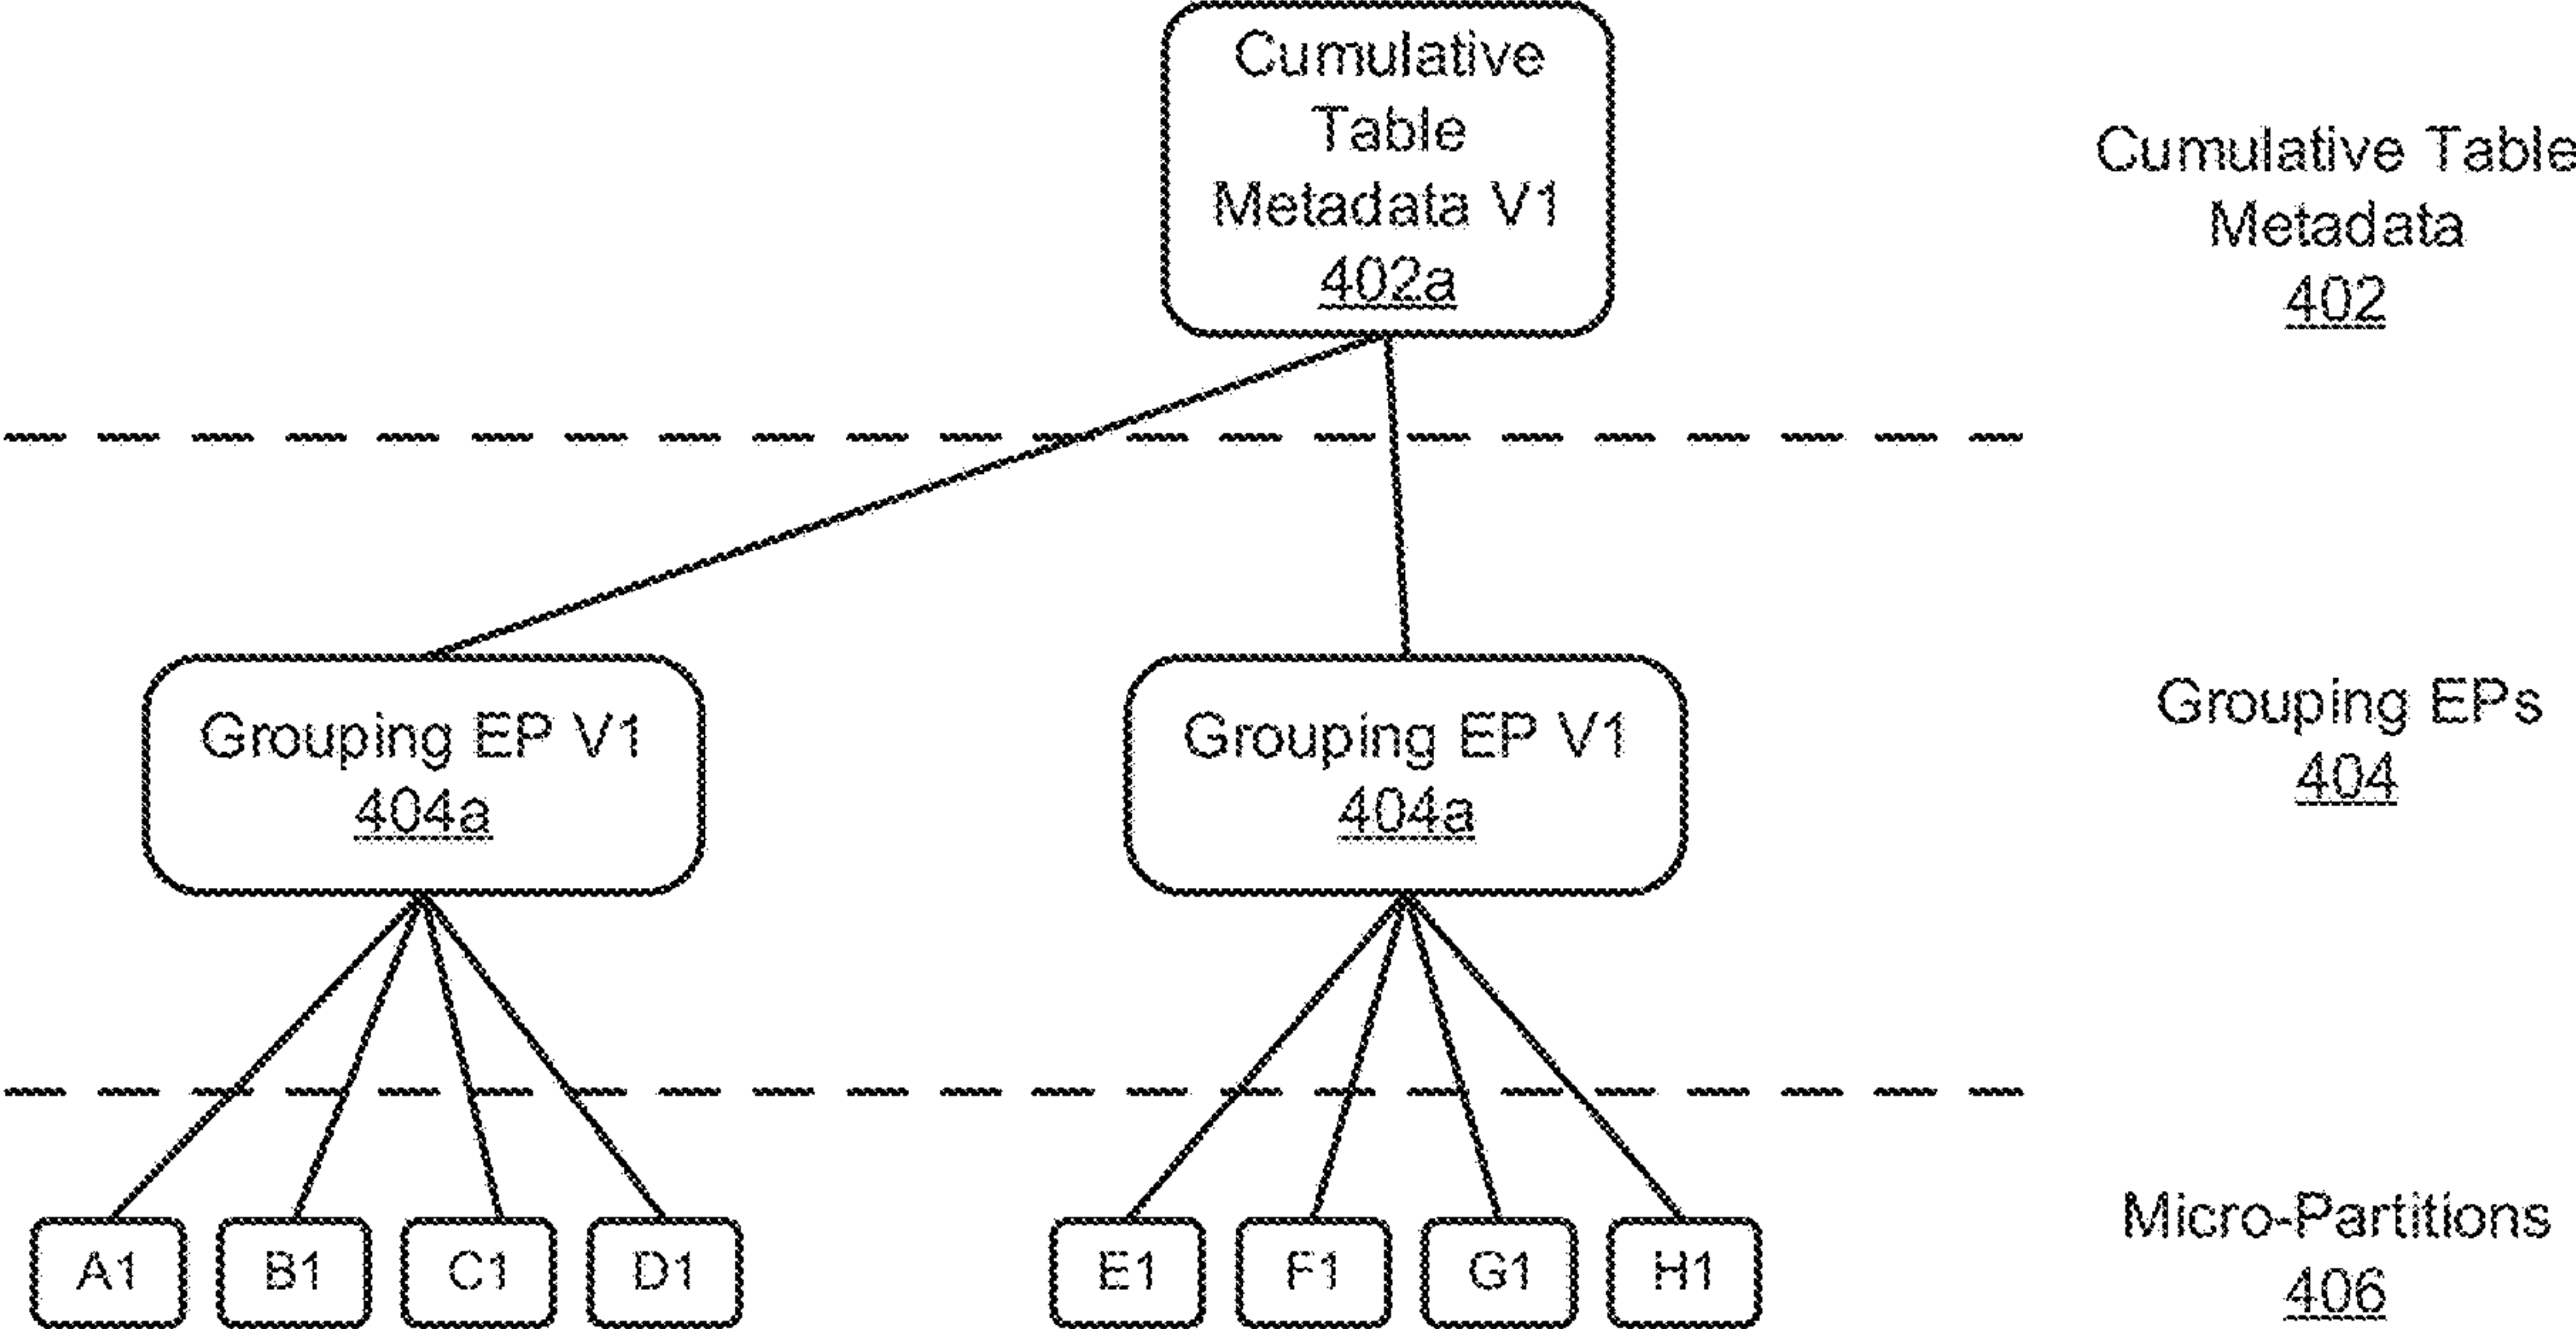 Cumulative
Table
Metadata V1
402a
Cumulative Table
Metadata
402
Grouping EP V1
404a
Grouping EP V1
404a
Grouping EPs
404
A1
B1
C1
D1
E1
F1
G1
H1
Micro-Partitions
406